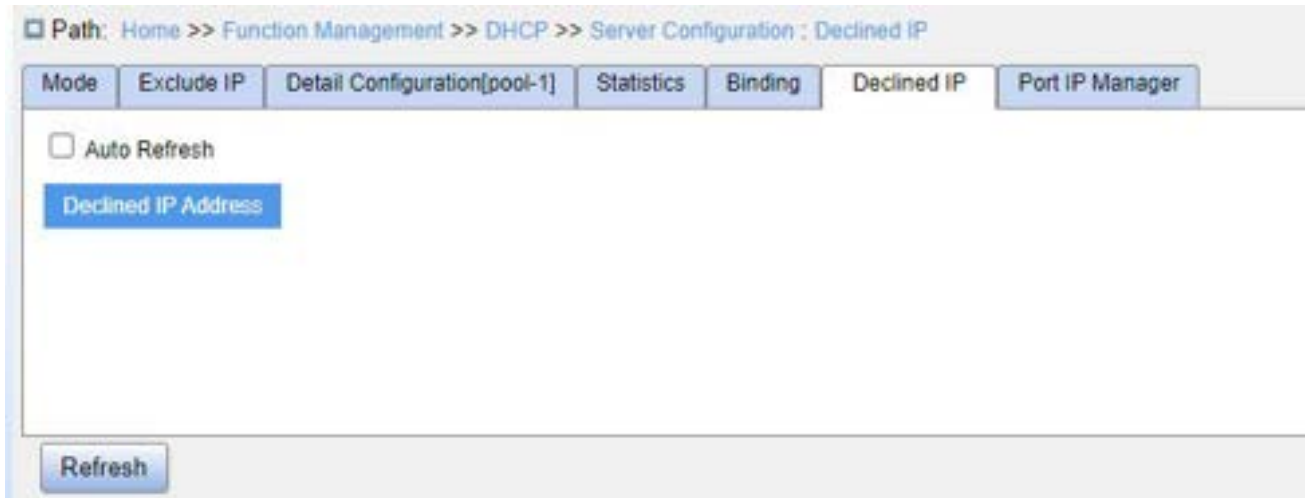 Path: Home >> Function Management >> DHCP >> Server Configuration : Declined IP
Mode Exclude IP Detail Configuration[pool-1] Statistics Binding Declined IP Port IP Manager
Auto Refresh
Declined IP Address
Refresh